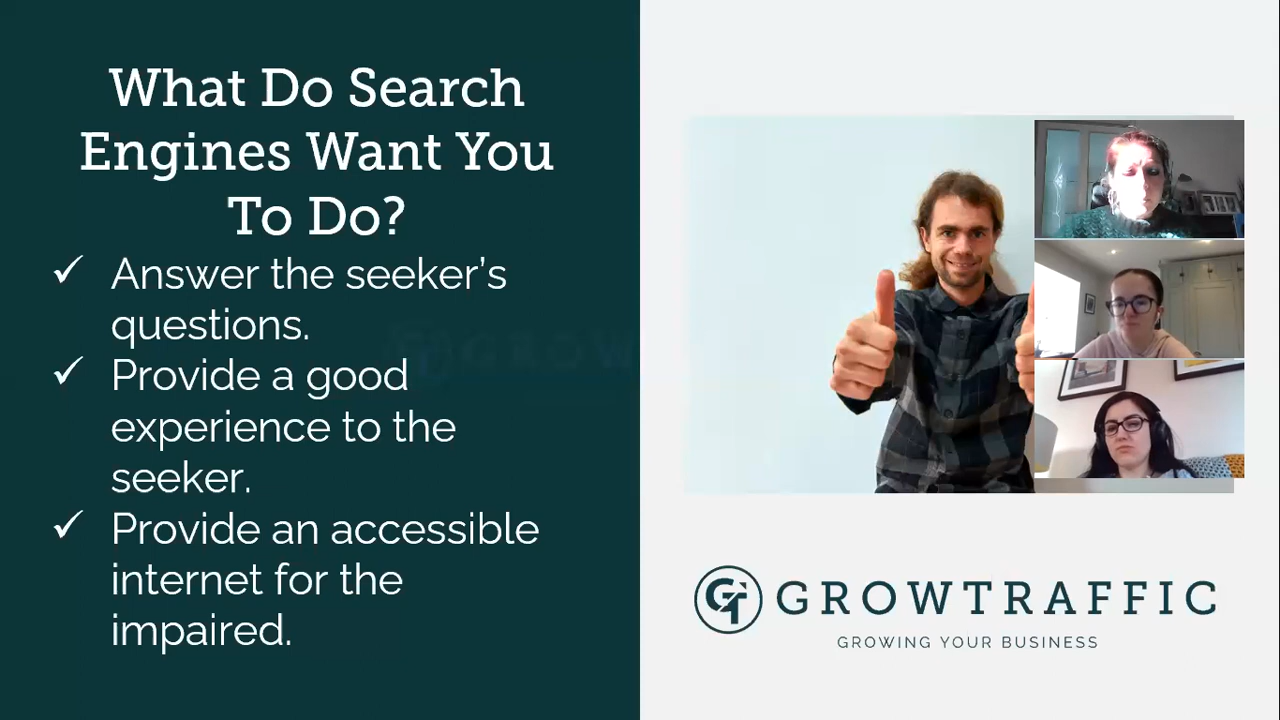 What Do Search
Engines Want You
To Do?
✓ Answer the seeker’s
questions.
✓ Provide a good
experience to the
seeker.
✓ Provide an accessible
internet for the
impaired.
GT GROWTRAFFIC
GROWING YOUR BUSINESS